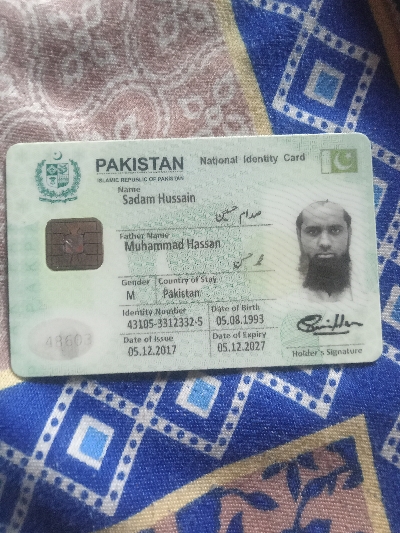 PAKISTAN National Identity Card
ISLAMIC REPUBLIC OF PAKISTAN
Name
Sadam Hussain
صدام حسین
Father Name
Muhammad Hassan
محمد حسن
Gender Country of Stay
M Pakistan
Identity Number Date of Birth
43105-3312332-5 05.08.1993
Date of Issue Date of Expiry
05.12.2017 05.12.2027
Holder's Signature
48603